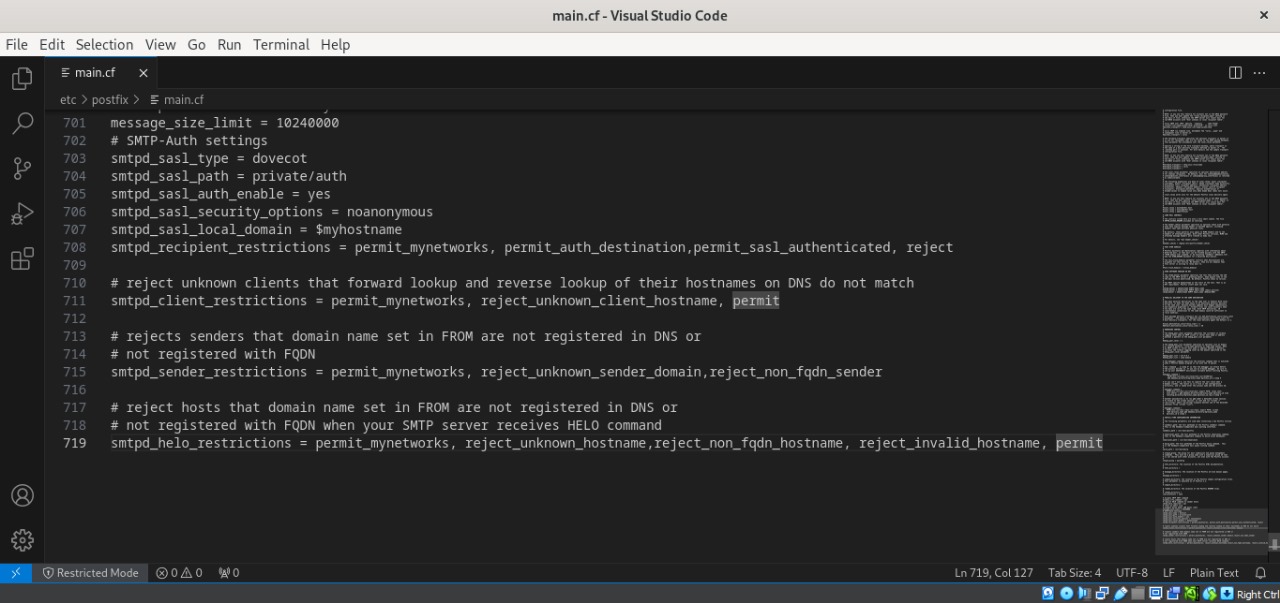 main.cf - Visual Studio Code
File Edit Selection View Go Run Terminal Help
main.cf
etc > postfix > main.cf
701 message_size_limit = 10240000
702 # SMTP-Auth settings
703 smtpd_sasl_type = dovecot
704 smtpd_sasl_path = private/auth
705 smtpd_sasl_auth_enable = yes
706 smtpd_sasl_security_options = noanonymous
707 smtpd_sasl_local_domain = $myhostname
708 smtpd_recipient_restrictions = permit_mynetworks, permit_auth_destination,permit_sasl_authenticated, reject
709
710 # reject unknown clients that forward lookup and reverse lookup of their hostnames on DNS do not match
711 smtpd_client_restrictions = permit_mynetworks, reject_unknown_client_hostname, permit
712
713 # rejects senders that domain name set in FROM are not registered in DNS or
714 # not registered with FQDN
715 smtpd_sender_restrictions = permit_mynetworks, reject_unknown_sender_domain,reject_non_fqdn_sender
716
717 # reject hosts that domain name set in FROM are not registered in DNS or
718 # not registered with FQDN when your SMTP server receives HELO command
719 smtpd_helo_restrictions = permit_mynetworks, reject_unknown_hostname,reject_non_fqdn_hostname, reject_invalid_hostname, permit
Restricted Mode 0 0 0 Ln 719, Col 127 Tab Size: 4 UTF-8 LF Plain Text
Right Ctrl